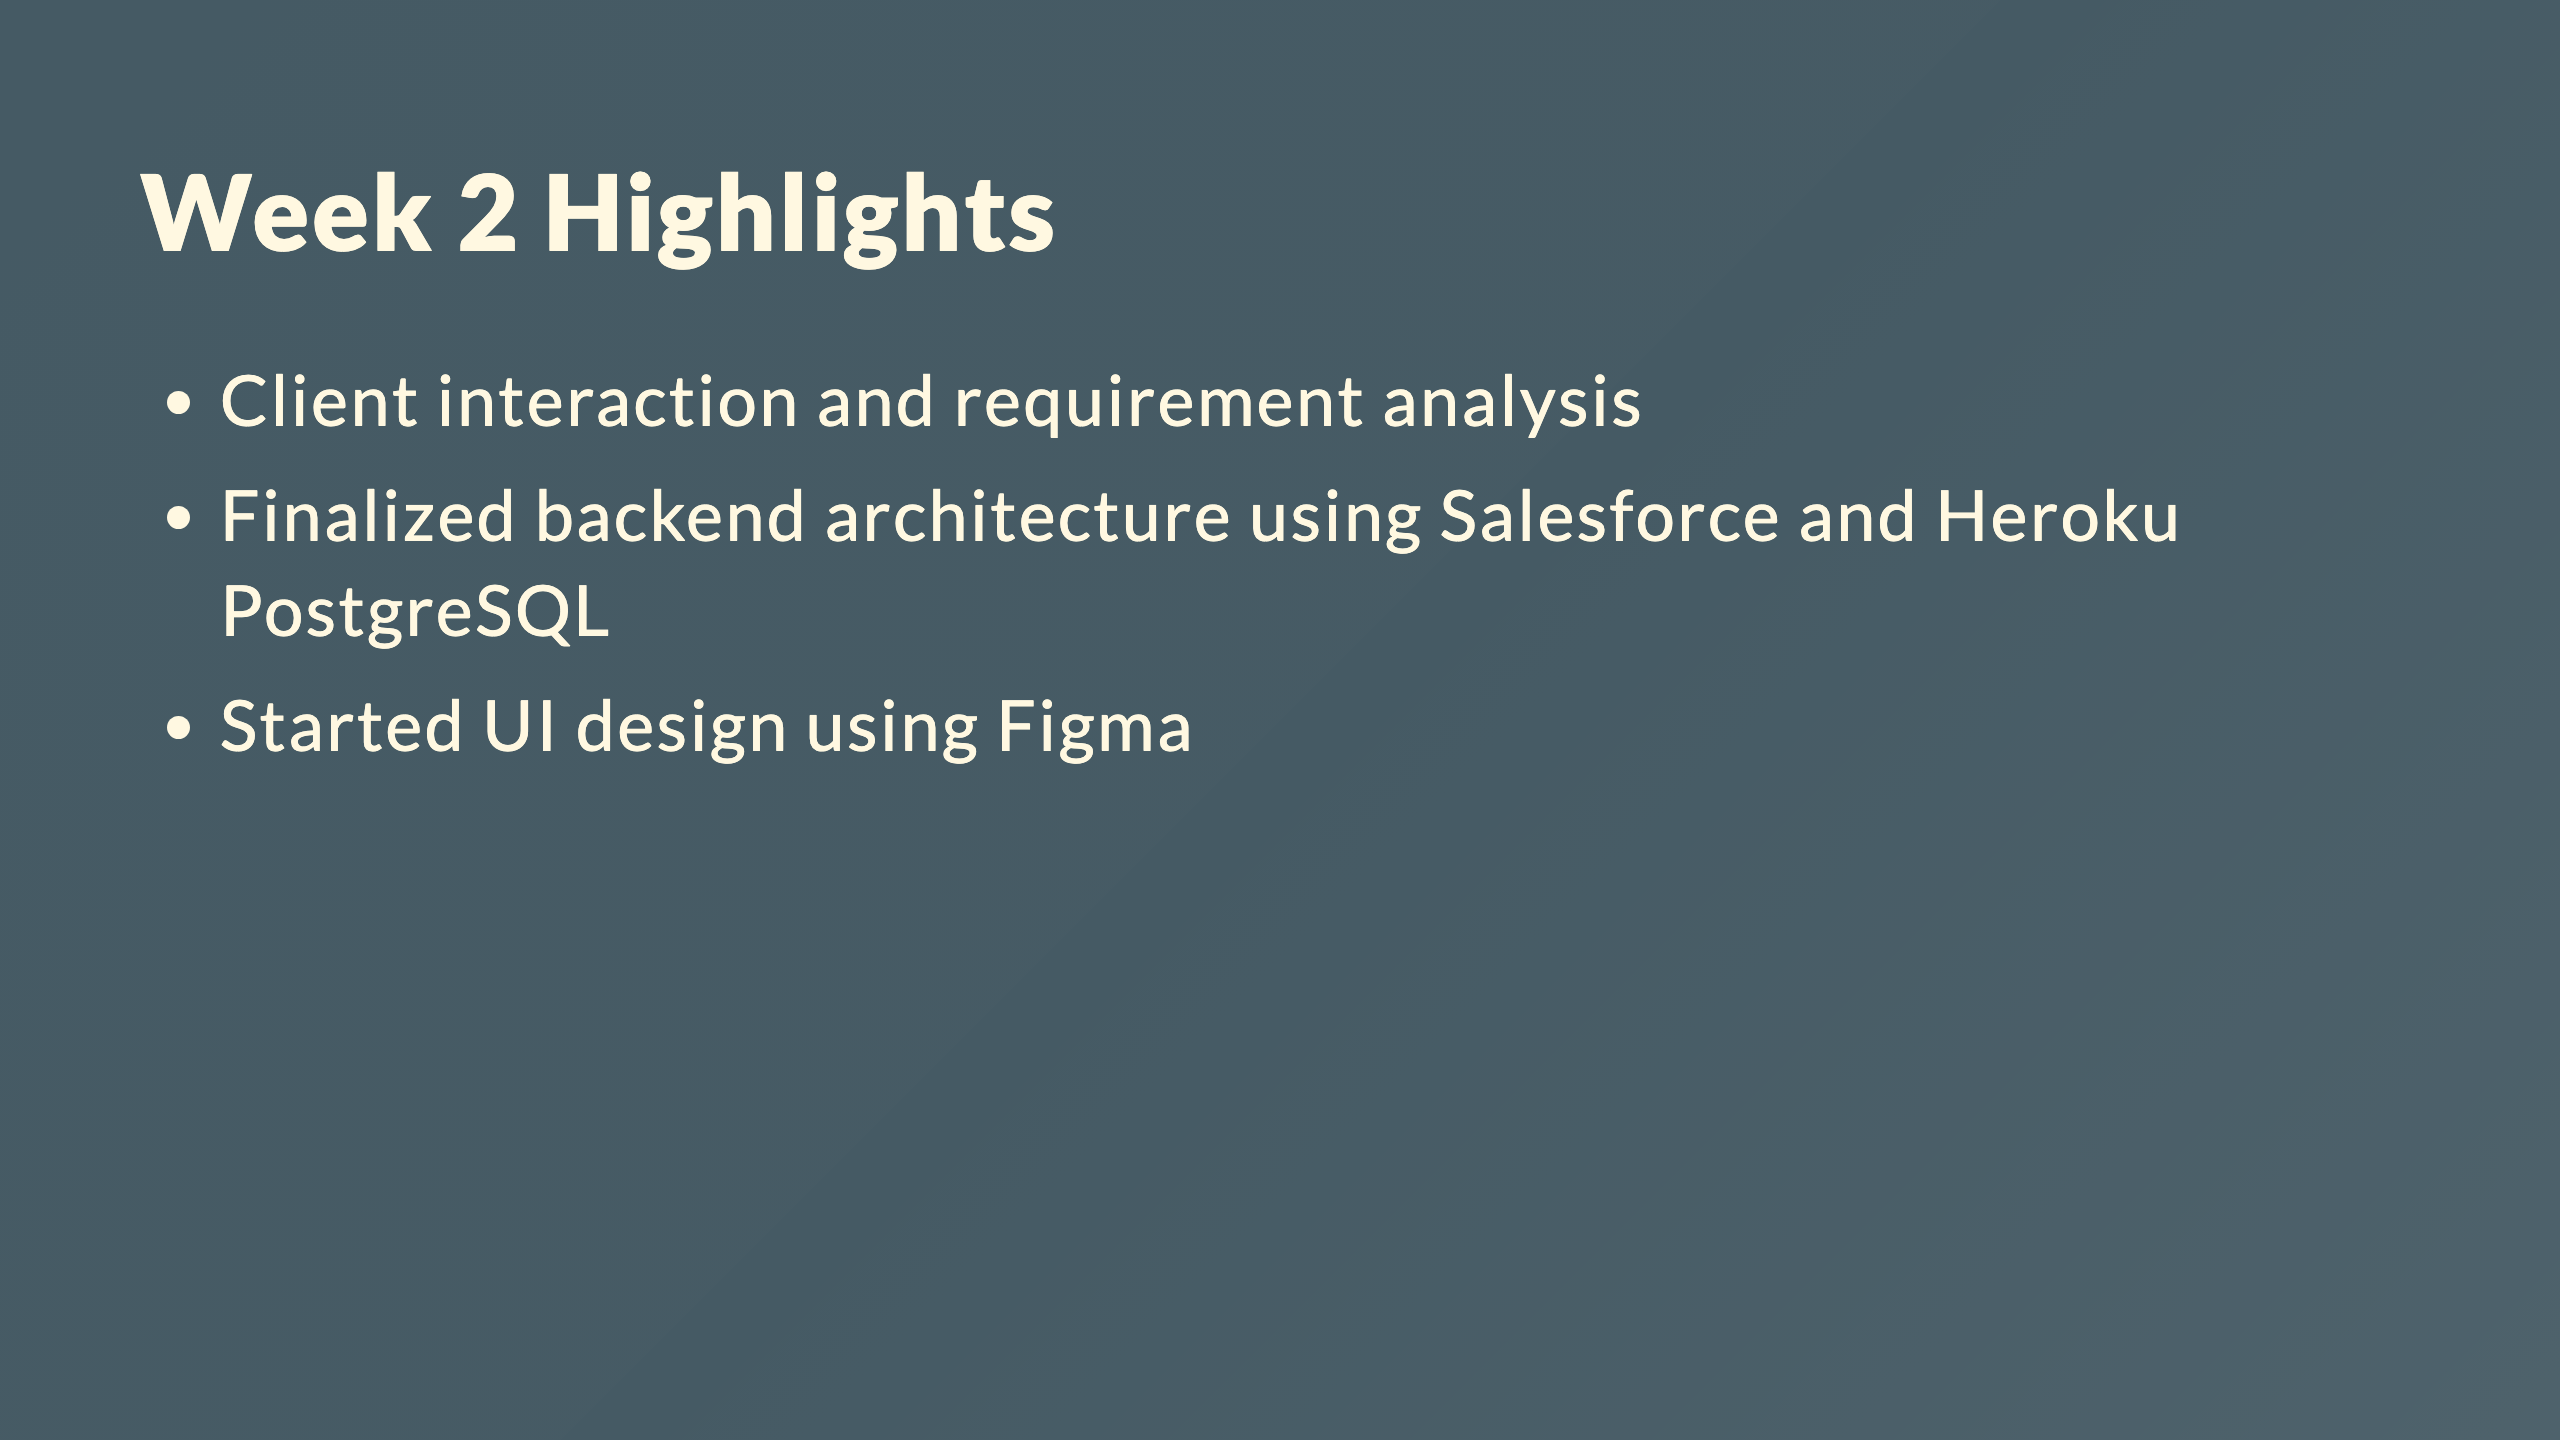 Week 2 Highlights
• Client interaction and requirement analysis
• Finalized backend architecture using Salesforce and Heroku
PostgreSQL
• Started UI design using Figma